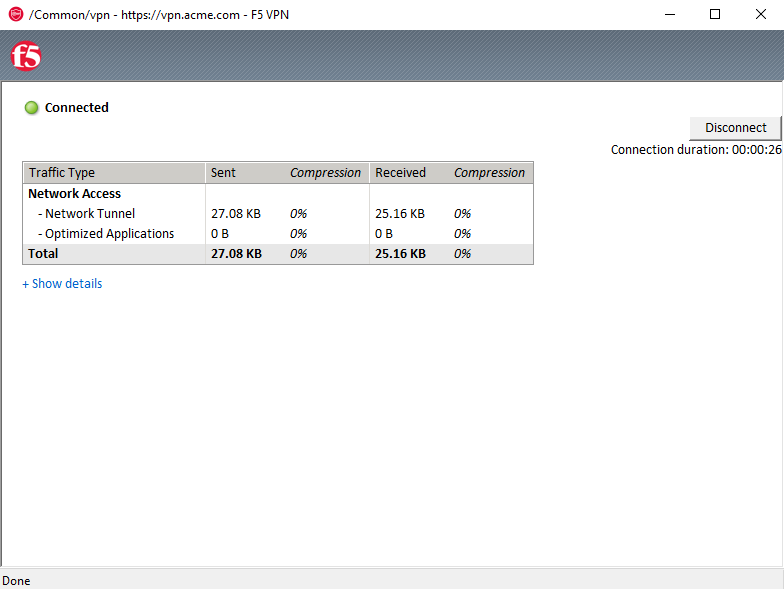 /Common/vpn - https://vpn.acme.com - F5 VPN
f5
Connected
Disconnect
Connection duration: 00:00:26
Traffic Type Sent Compression Received Compression
Network Access
- Network Tunnel 27.08 KB 0% 25.16 KB 0%
- Optimized Applications 0 B 0% 0 B 0%
Total 27.08 KB 0% 25.16 KB 0%
+ Show details
Done